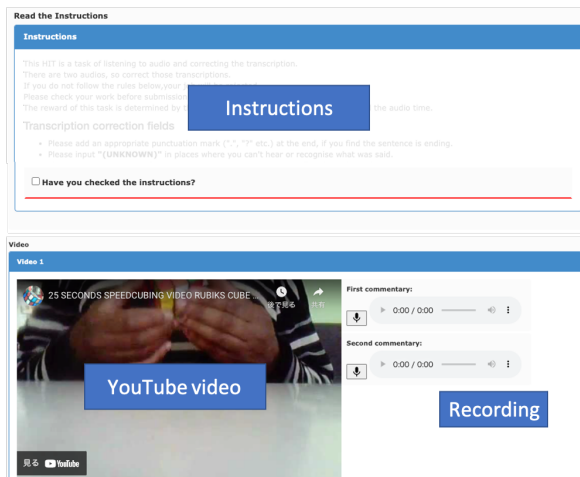 Read the Instructions
Instructions
This HIT is a task of listening to audio and correcting the transcription.
There are two audios, so correct those transcriptions.
If you do not follow the rules below,your
Please check your work before submission
The reward of this task is determined by the audio time.
Instructions
Transcription correction fields
• Please add an appropriate punctuation mark (".", "?" etc.) at the end, if you find the sentence is ending.
• Please input "(UNKNOWN)" in places where you can't hear or recognise what was said.
Have you checked the instructions?
Video
Video 1
25 SECONDS SPEEDCUBING VIDEO RUBIKS CUBE ...
後で見る
共有
First commentary:
0:00 / 0:00
Second commentary:
0:00 / 0:00
YouTube video
Recording
見る YouTube